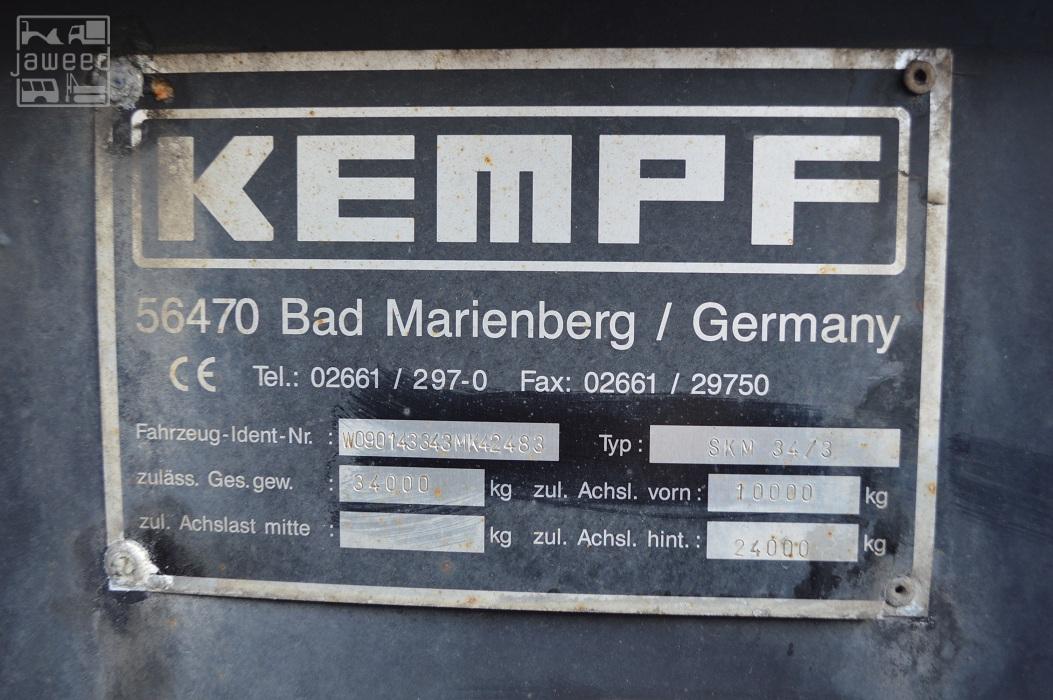 jaweed
KEMPF
56470 Bad Marienberg / Germany
CE Tel.: 02661 / 297-0 Fax: 02661 / 29750
Fahrzeug-Ident-Nr. : W090143343MK42483 Typ : SKM 34/3
zuläss. Ges. gew. : 34000 kg zul. Achsl. vorn : 10000 kg
zul. Achslast mitte : kg zul. Achsl. hint. : 24000 kg